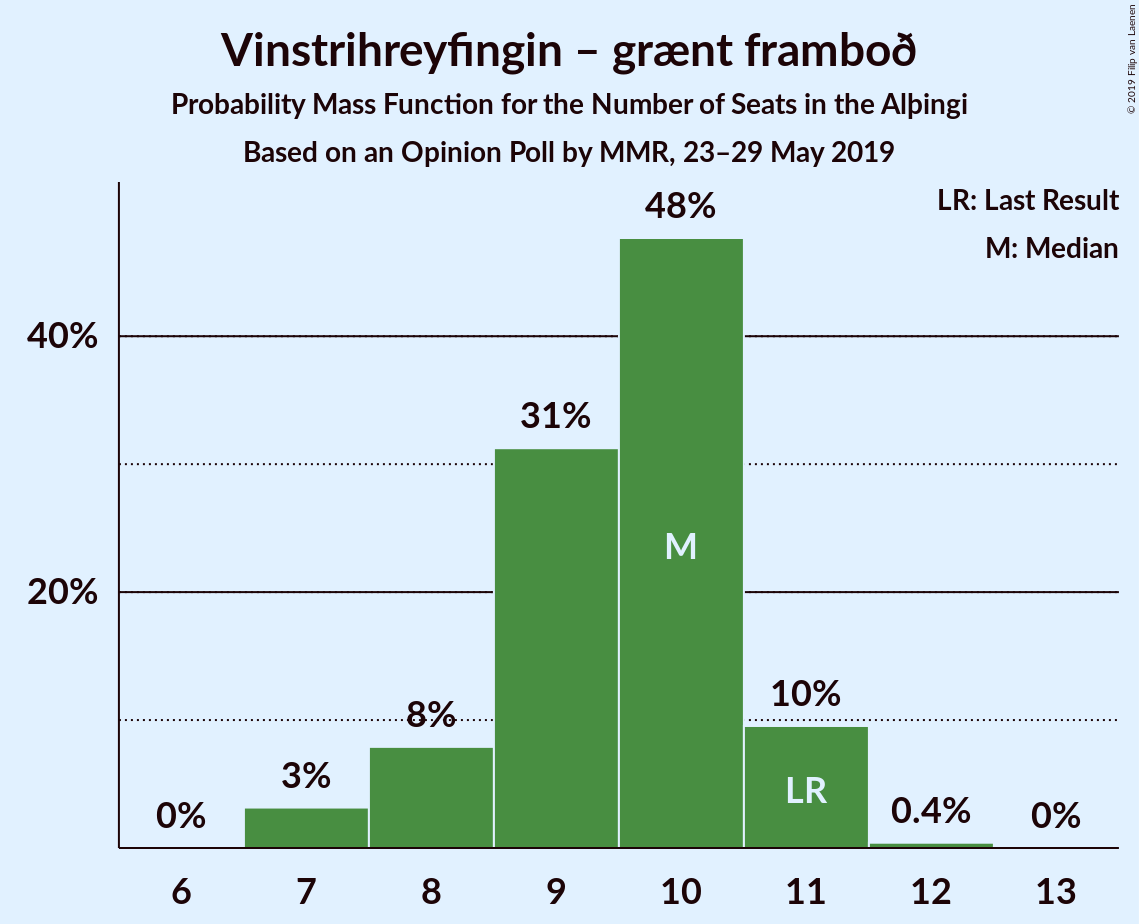 Vinstrihreyfingin – grænt framboð
Probability Mass Function for the Number of Seats in the Alþingi
Based on an Opinion Poll by MMR, 23–29 May 2019
© 2019 Filip van Laenen
LR: Last Result
M: Median
48%
40%
31%
M
20%
10%
8%
LR
3%
0%
0.4%
0%
6 7 8 9 10 11 12 13